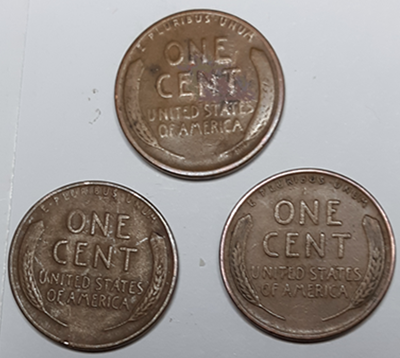 E PLURIBUS UNUM
ONE
CENT
UNITED STATES
OF AMERICA
E PLURIBUS UNUM
ONE
CENT
UNITED STATES
OF AMERICA
E PLURIBUS UNUM
ONE
CENT
UNITED STATES
OF AMERICA